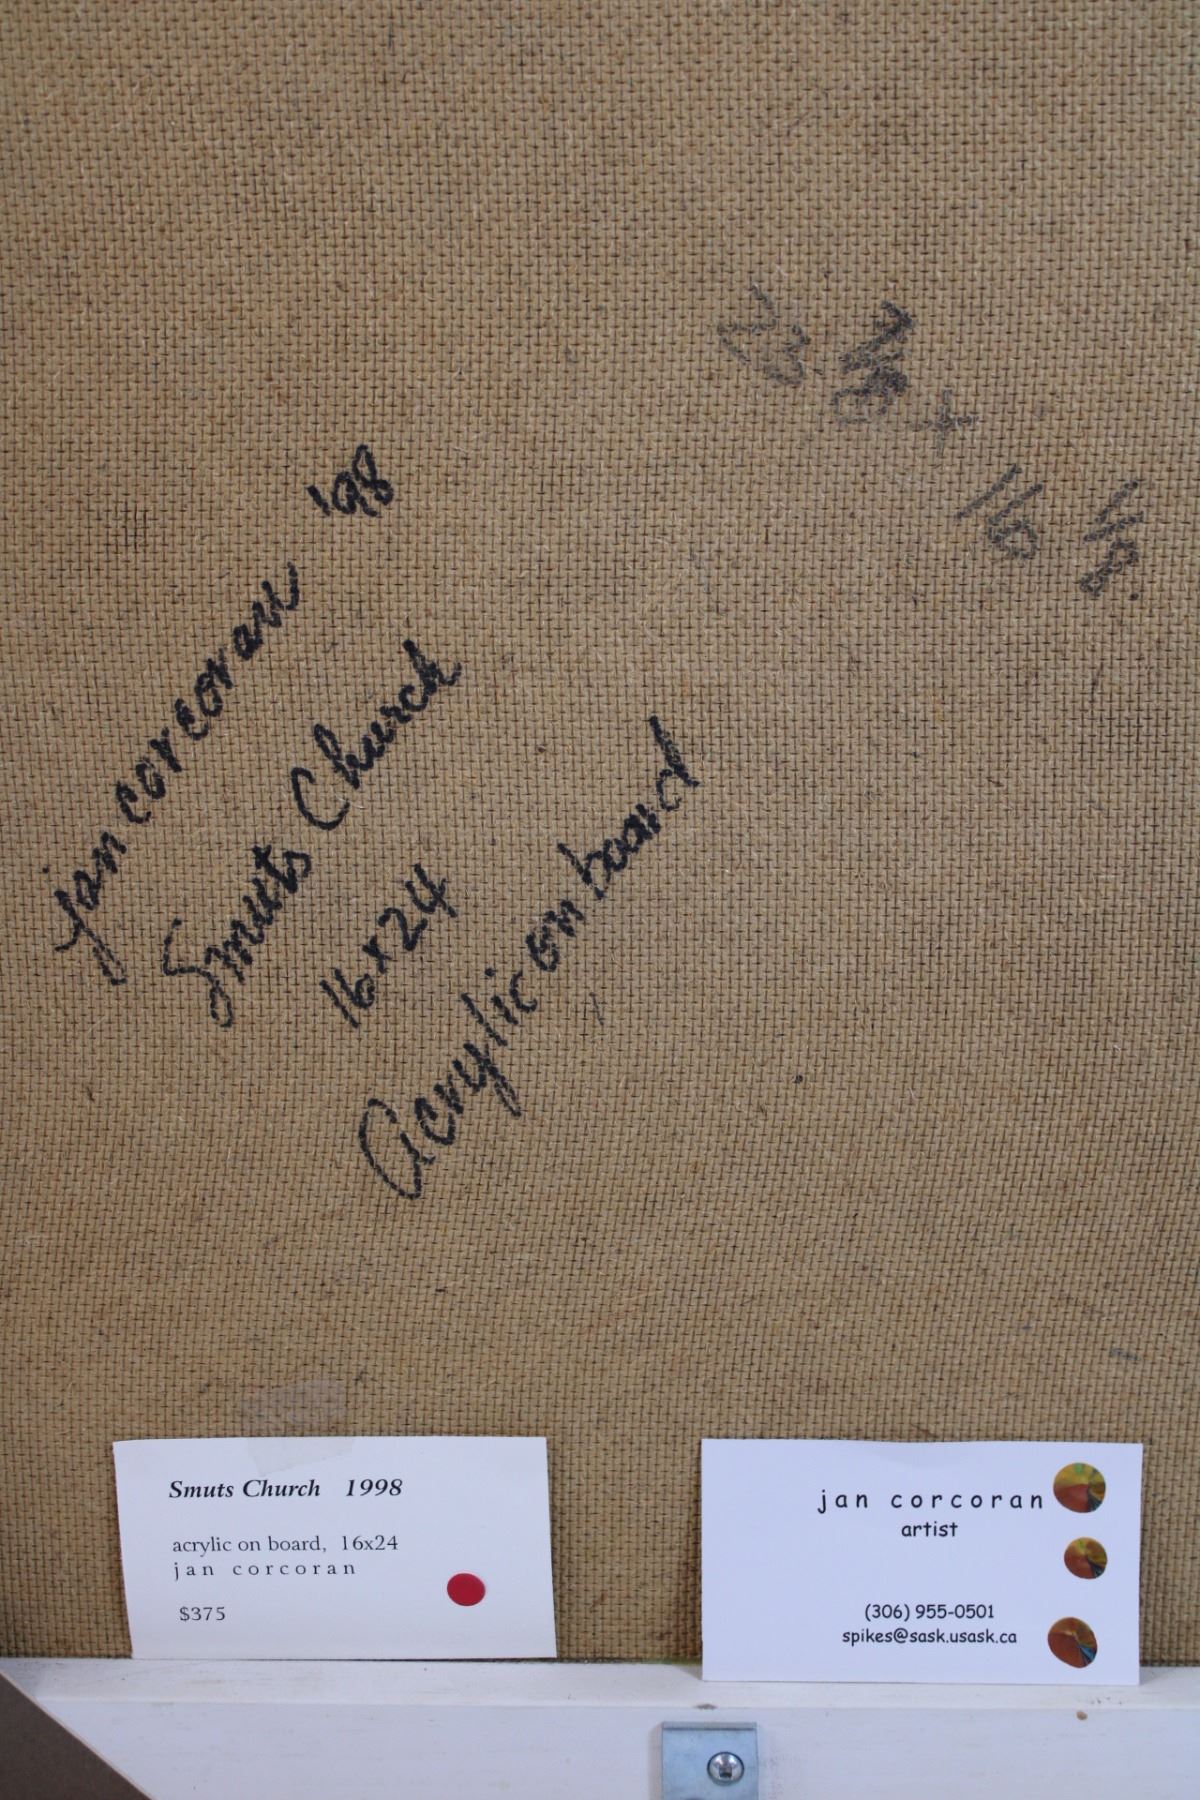 23 7/8 x
16 1/8.
jan corcoran '98
Smuts Church
16x24
Acrylic on board
Smuts Church 1998
acrylic on board, 16x24
jan corcoran
$375
jan corcoran
artist
(306) 955-0501
spikes@sask.usask.ca